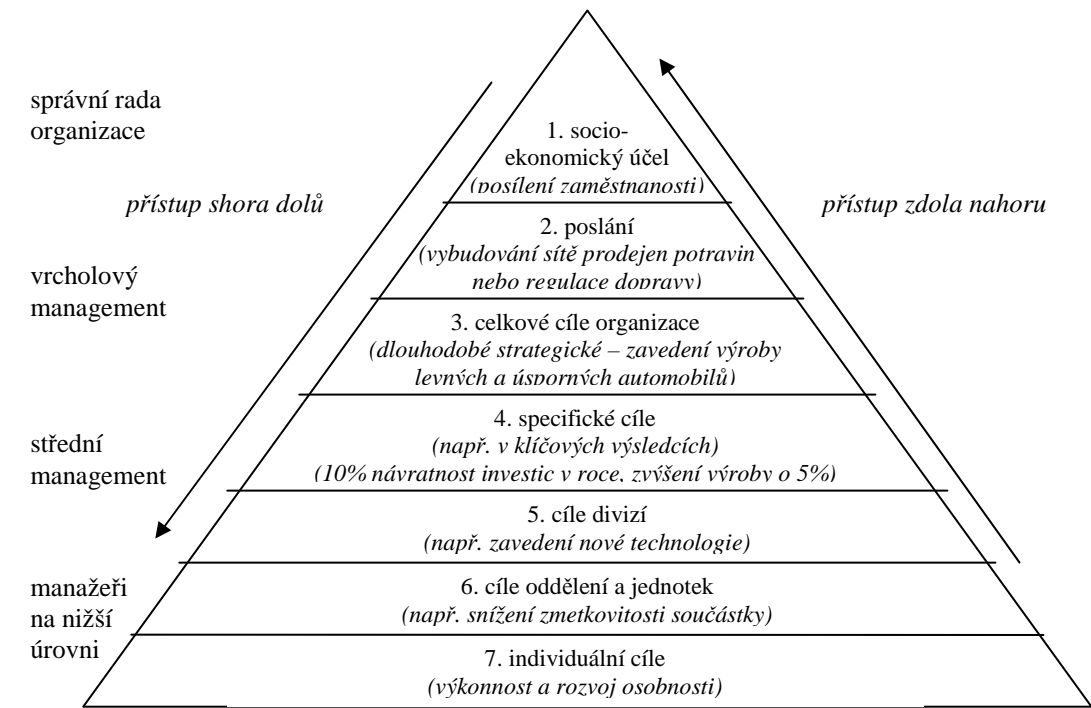 správní rada
organizace
přístup shora dolů
vrcholový
management
střední
management
manažeři
na nižší
úrovni
1. socio-
ekonomický účel
(posílení zaměstnanosti)
2. poslání
(vybudování sítě prodejen potravin
nebo regulace dopravy)
3. celkové cíle organizace
(dlouhodobé strategické – zavedení výroby
levných a úsporných automobilů)
4. specifické cíle
(např. v klíčových výsledcích)
(10% návratnost investic v roce, zvýšení výroby o 5%)
5. cíle divizí
(např. zavedení nové technologie)
6. cíle oddělení a jednotek
(např. snížení zmetkovitosti součástky)
7. individuální cíle
(výkonnost a rozvoj osobnosti)
přístup zdola nahoru